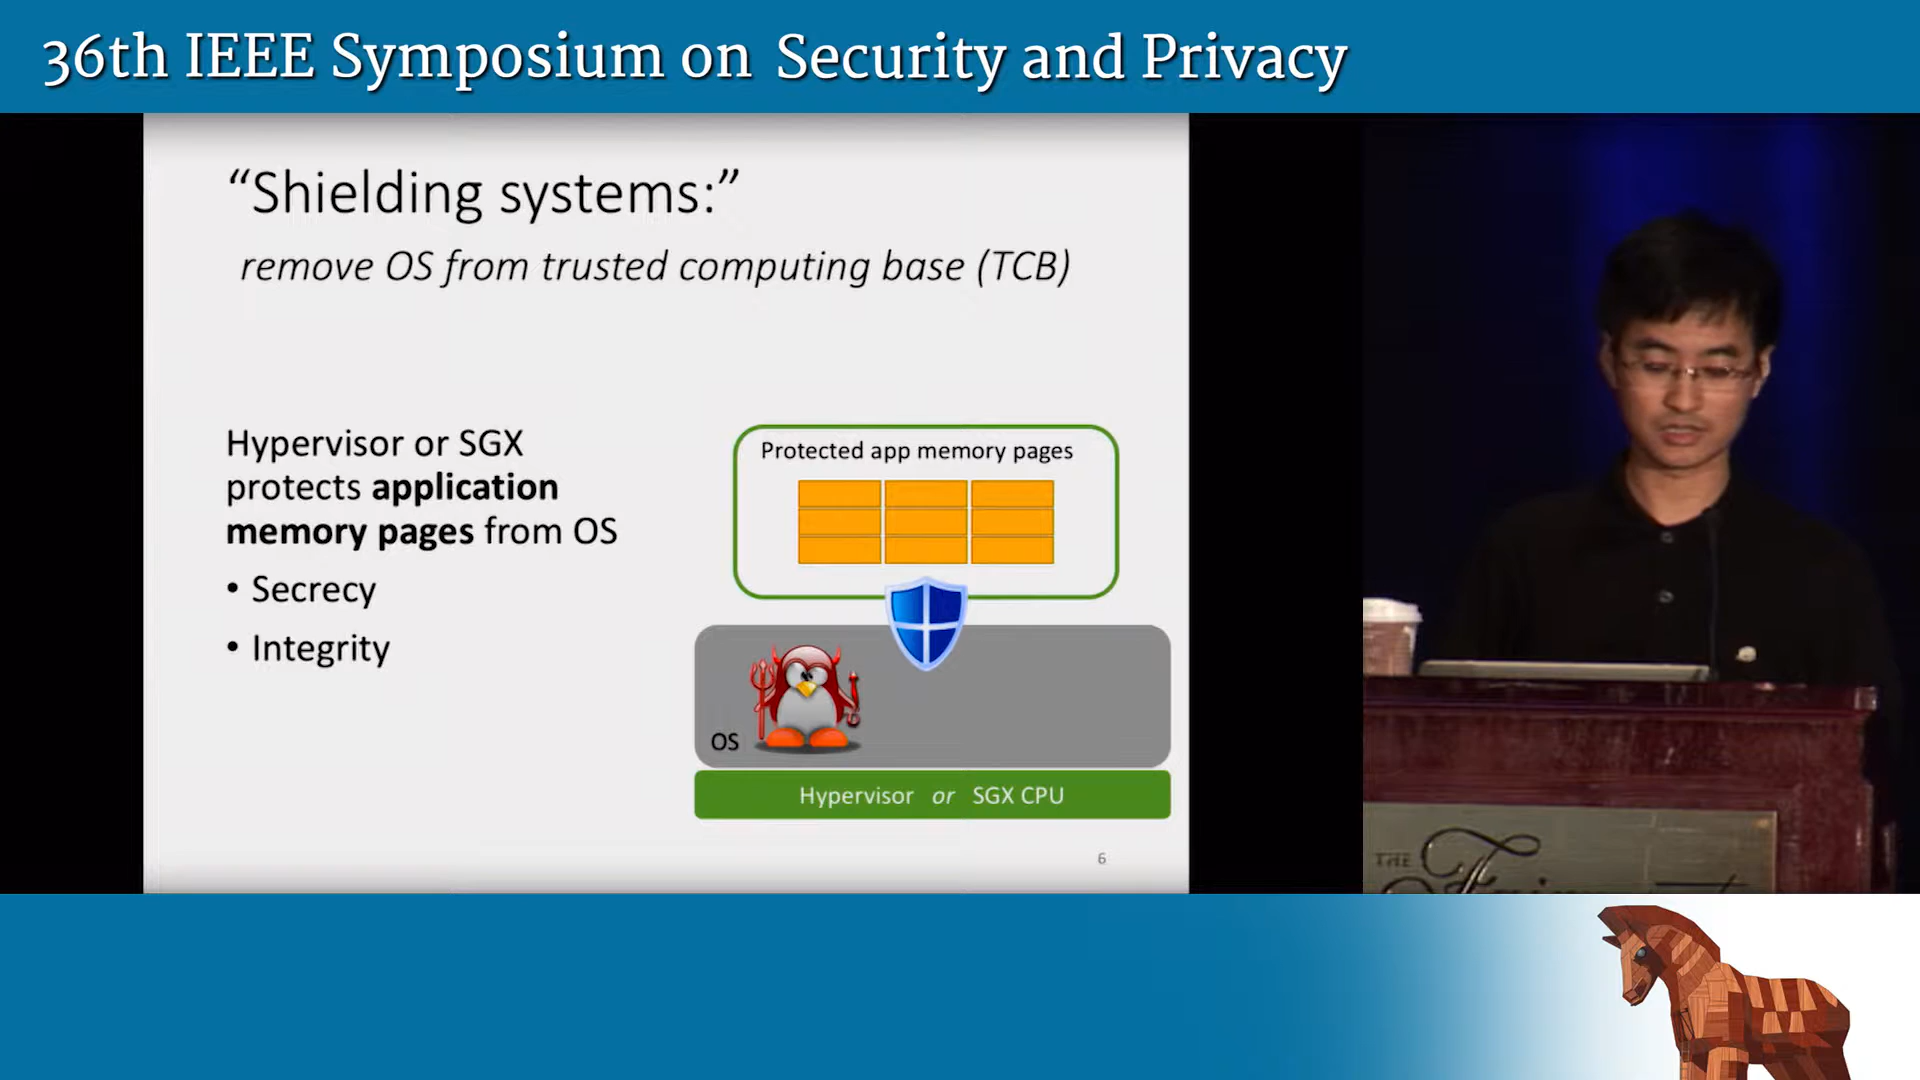 36th IEEE Symposium on Security and Privacy
“Shielding systems:”
remove OS from trusted computing base (TCB)
Hypervisor or SGX
protects application
memory pages from OS
• Secrecy
• Integrity
Protected app memory pages
OS
Hypervisor or SGX CPU
6
THE